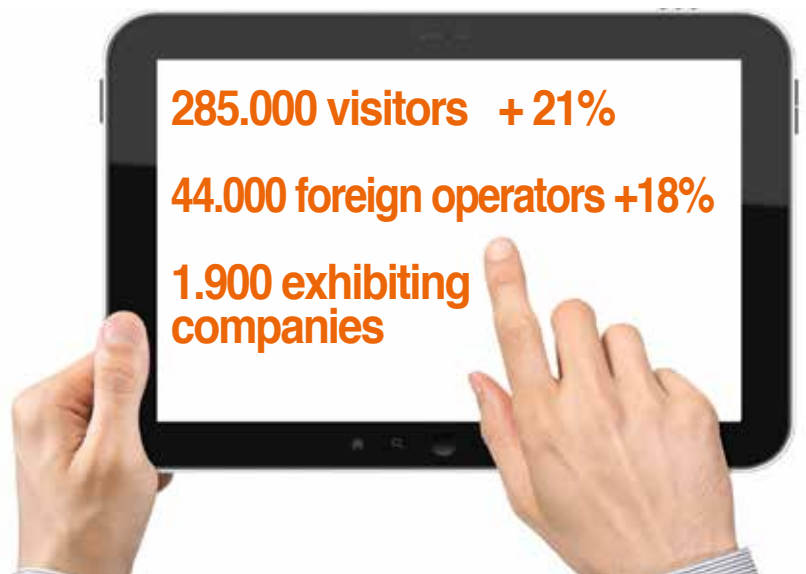 285.000 visitors + 21%
44.000 foreign operators +18%
1.900 exhibiting
companies